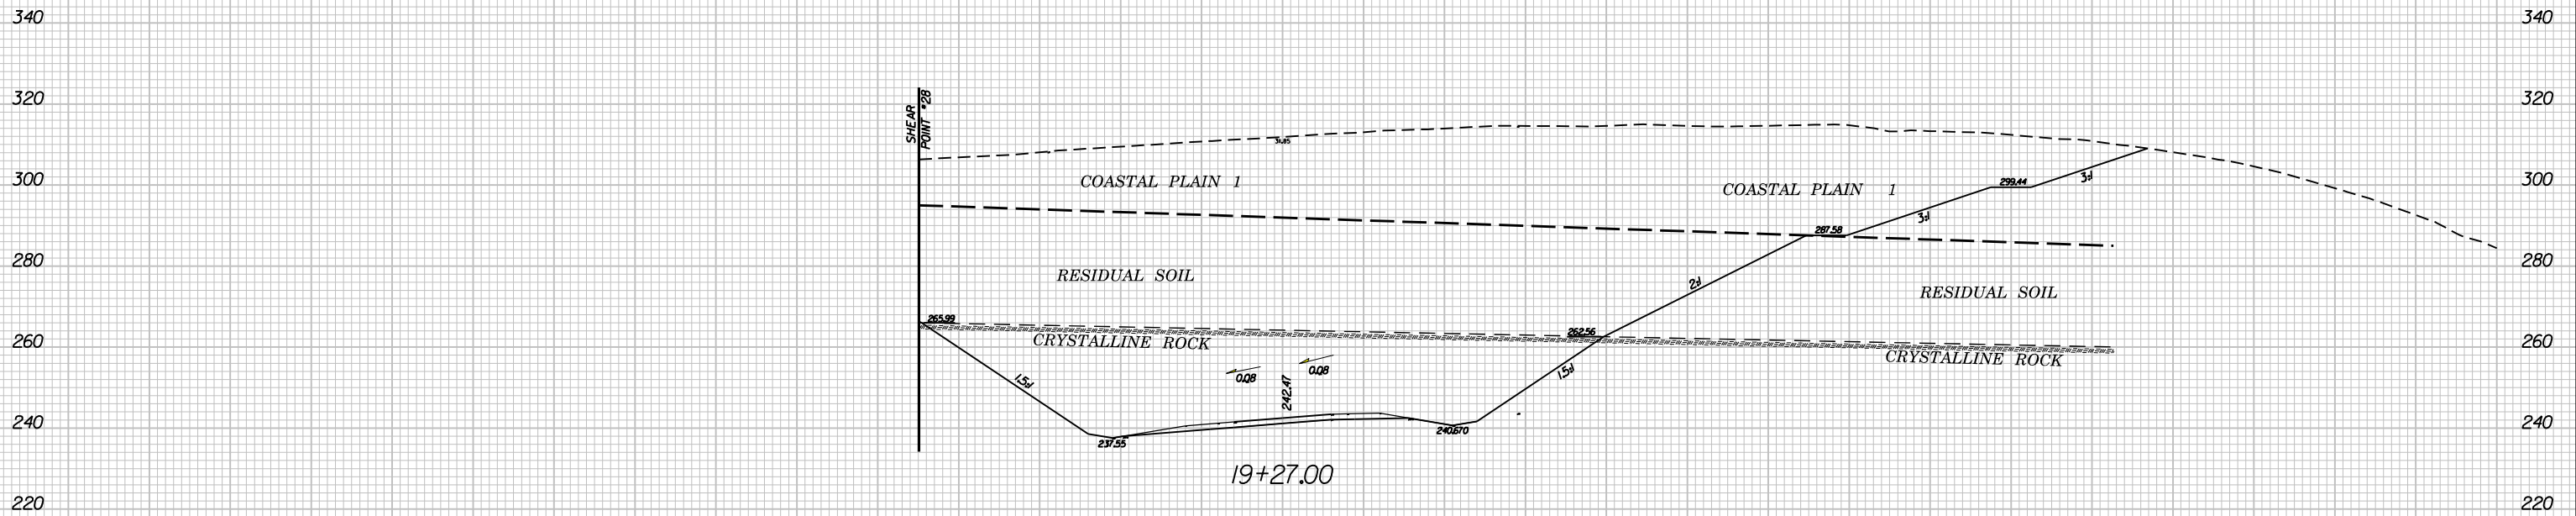 340 340
320 320
SHEAR
POINT #28
COASTAL PLAIN 1
COASTAL PLAIN 1
300 300
299.44
3:1
3:1
287.58
RESIDUAL SOIL
2:1
RESIDUAL SOIL
280 280
265.99
262.56
CRYSTALLINE ROCK
CRYSTALLINE ROCK
260 260
0.08
0.08
1.5:1
1.5:1
242.47
240 240
237.55
19+27.00
220 220